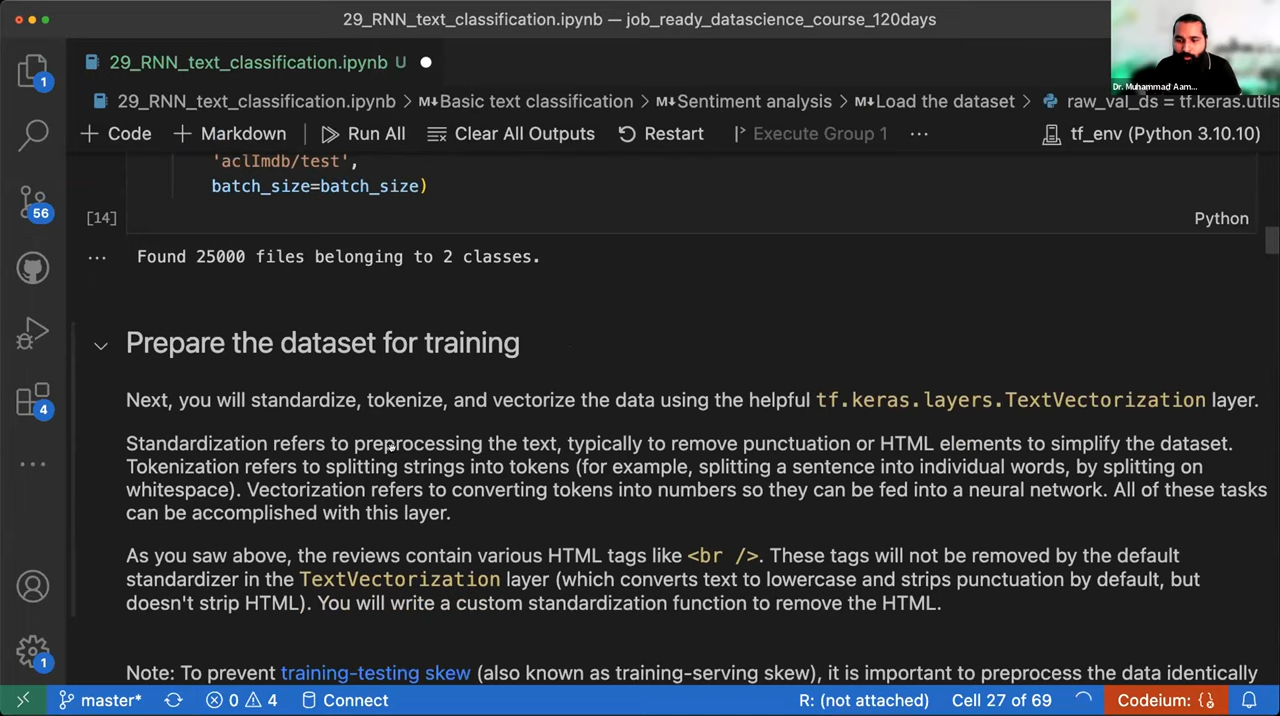 29_RNN_text_classification.ipynb — job_ready_datascience_course_120days
Dr. Muhammad Aam...
29_RNN_text_classification.ipynb U
29_RNN_text_classification.ipynb > M↓Basic text classification > M↓Sentiment analysis > M↓Load the dataset > raw_val_ds = tf.keras.utils
+ Code + Markdown Run All Clear All Outputs Restart Execute Group 1 ... tf_env (Python 3.10.10)
'aclImdb/test',
batch_size=batch_size)
[14]
Python
... Found 25000 files belonging to 2 classes.
Prepare the dataset for training
Next, you will standardize, tokenize, and vectorize the data using the helpful tf.keras.layers.TextVectorization layer.
Standardization refers to preprocessing the text, typically to remove punctuation or HTML elements to simplify the dataset.
Tokenization refers to splitting strings into tokens (for example, splitting a sentence into individual words, by splitting on
whitespace). Vectorization refers to converting tokens into numbers so they can be fed into a neural network. All of these tasks
can be accomplished with this layer.
As you saw above, the reviews contain various HTML tags like <br />. These tags will not be removed by the default
standardizer in the TextVectorization layer (which converts text to lowercase and strips punctuation by default, but
doesn't strip HTML). You will write a custom standardization function to remove the HTML.
Note: To prevent training-testing skew (also known as training-serving skew), it is important to preprocess the data identically
1
56
4
...
1
master* 0 4 Connect R: (not attached) Cell 27 of 69 Codeium: {}